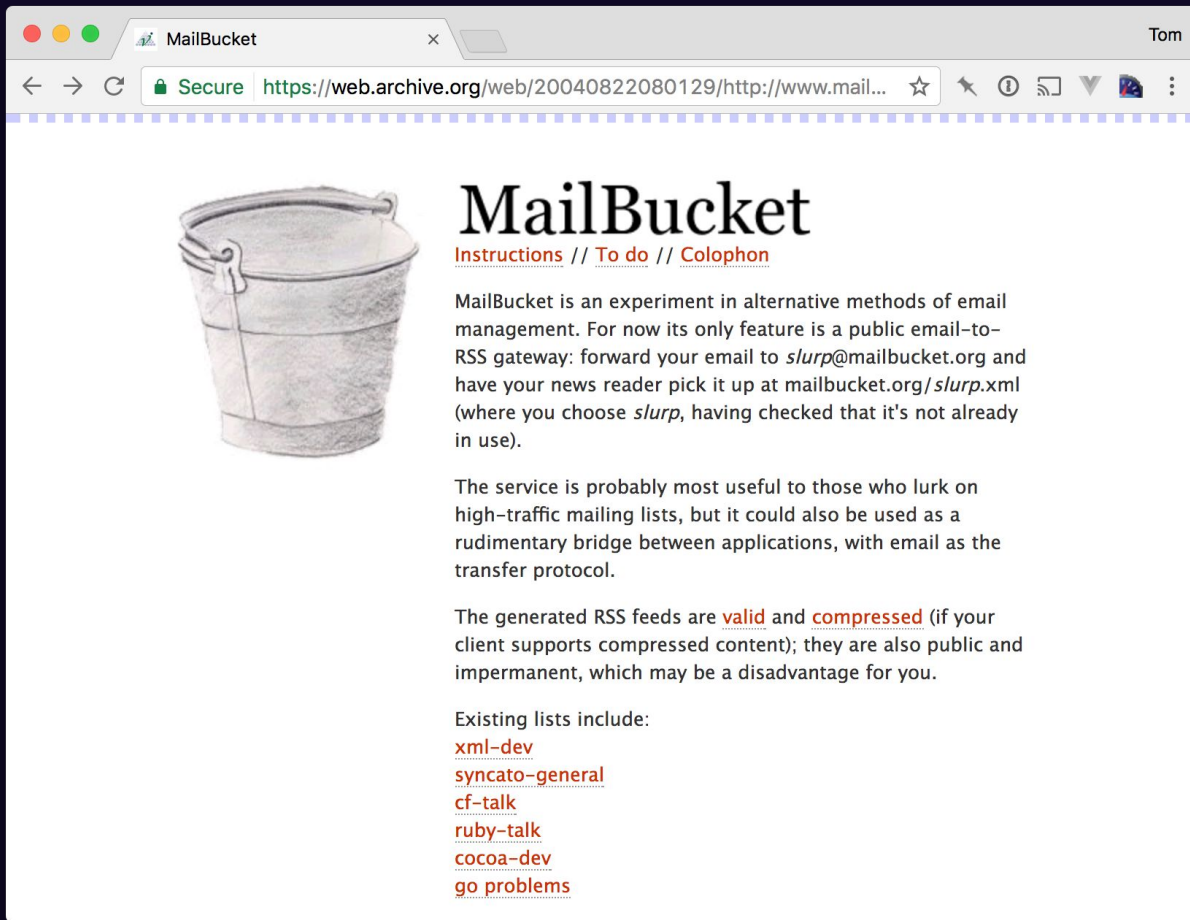 MailBucket
Tom
Secure https://web.archive.org/web/20040822080129/http://www.mail...
MailBucket
Instructions // To do // Colophon
MailBucket is an experiment in alternative methods of email
management. For now its only feature is a public email-to-
RSS gateway: forward your email to slurp@mailbucket.org and
have your news reader pick it up at mailbucket.org/slurp.xml
(where you choose slurp, having checked that it's not already
in use).
The service is probably most useful to those who lurk on
high-traffic mailing lists, but it could also be used as a
rudimentary bridge between applications, with email as the
transfer protocol.
The generated RSS feeds are valid and compressed (if your
client supports compressed content); they are also public and
impermanent, which may be a disadvantage for you.
Existing lists include:
xml-dev
syncato-general
cf-talk
ruby-talk
cocoa-dev
go problems